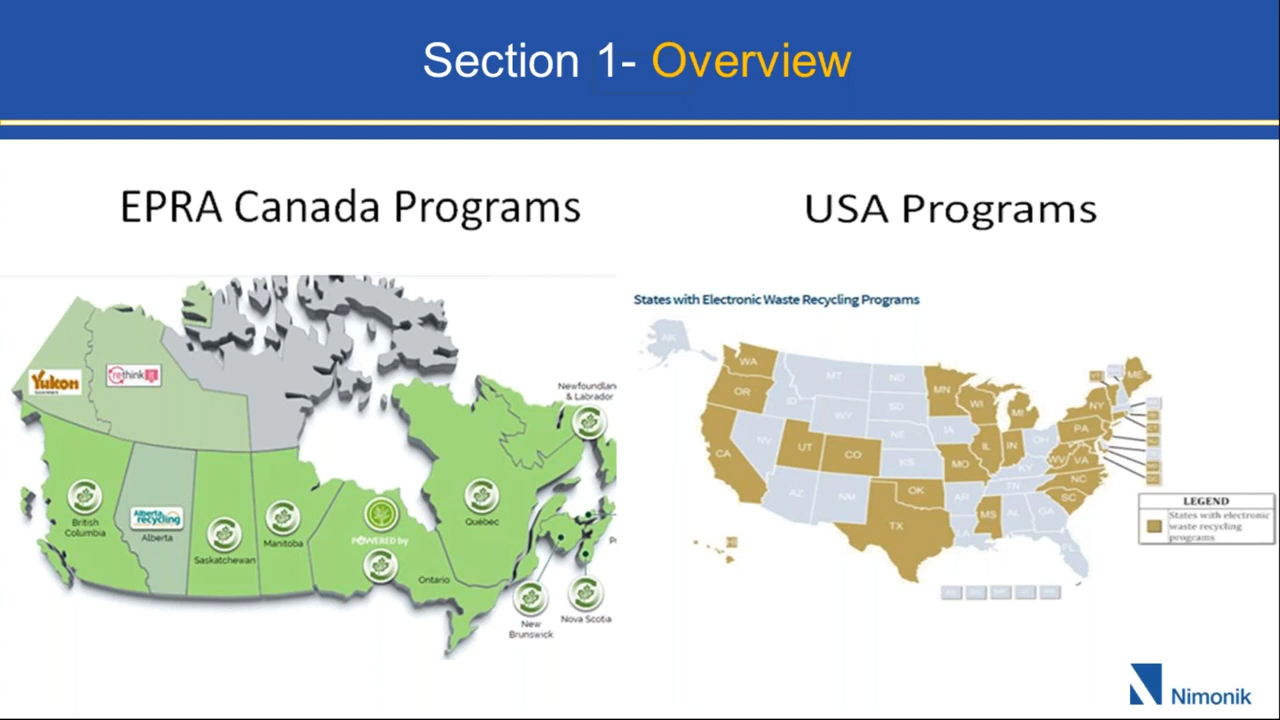 Section 1- Overview
EPRA Canada Programs
USA Programs
States with Electronic Waste Recycling Programs
Yukon
rethink it
British
Columbia
Alberta
recycling
Alberta
Saskatchewan
Manitoba
POWERED by
Ontario
Québec
Newfoundlan
& Labrador
New
Brunswick
Nova Scotia
P
AK
WA
OR
CA
NV
ID
MT
WY
UT
CO
AZ
NM
ND
SD
NE
KS
OK
TX
MN
IA
MO
AR
WI
IL
MI
IN
OH
KY
TN
MS
AL
GA
FL
SC
NC
VA
WV
PA
NY
ME
VT
LEGEND
States with electronic
waste recycling
programs
Nimonik